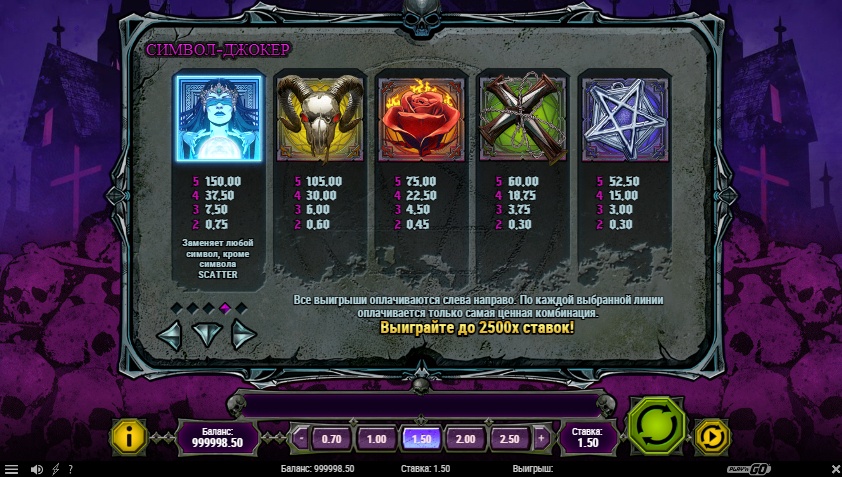 СИМВОЛ-ДЖОКЕР
5 150,00
4 37,50
3 7,50
2 0,75
Заменяет любой
символ, кроме
символа
SCATTER
5 105,00
4 30,00
3 6,00
2 0,60
5 75,00
4 22,50
3 4,50
2 0,45
5 60,00
4 18,75
3 3,75
2 0,30
5 52,50
4 15,00
3 3,00
2 0,30
Все выигрыши оплачиваются слева направо. По каждой выбранной линии
оплачивается только самая ценная комбинация.
Выиграйте до 2500x ставок!
i
Баланс:
999998.50
- 0.70 1.00 1.50 2.00 2.50 +
Ставка:
1.50
? Баланс: 999998.50 Ставка: 1.50 Выигрыш: PLAY'N GO